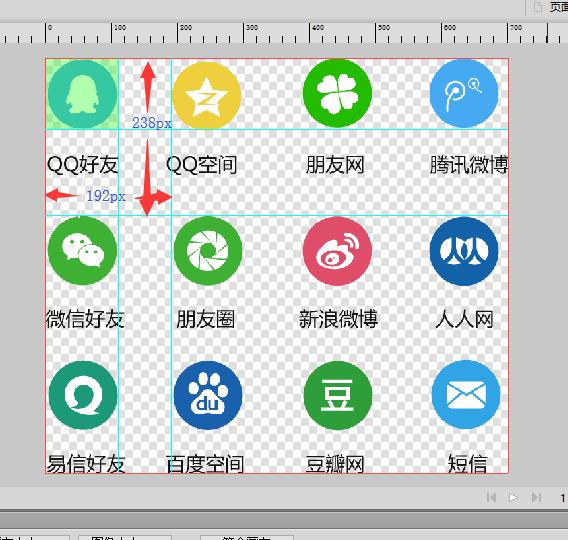 页面
0 100 200 300 400 500 600 700
238px
QQ好友 QQ空间 朋友网 腾讯微博
192px
微信好友 朋友圈 新浪微博 人人网
du 豆
易信好友 百度空间 豆瓣网 短信
1